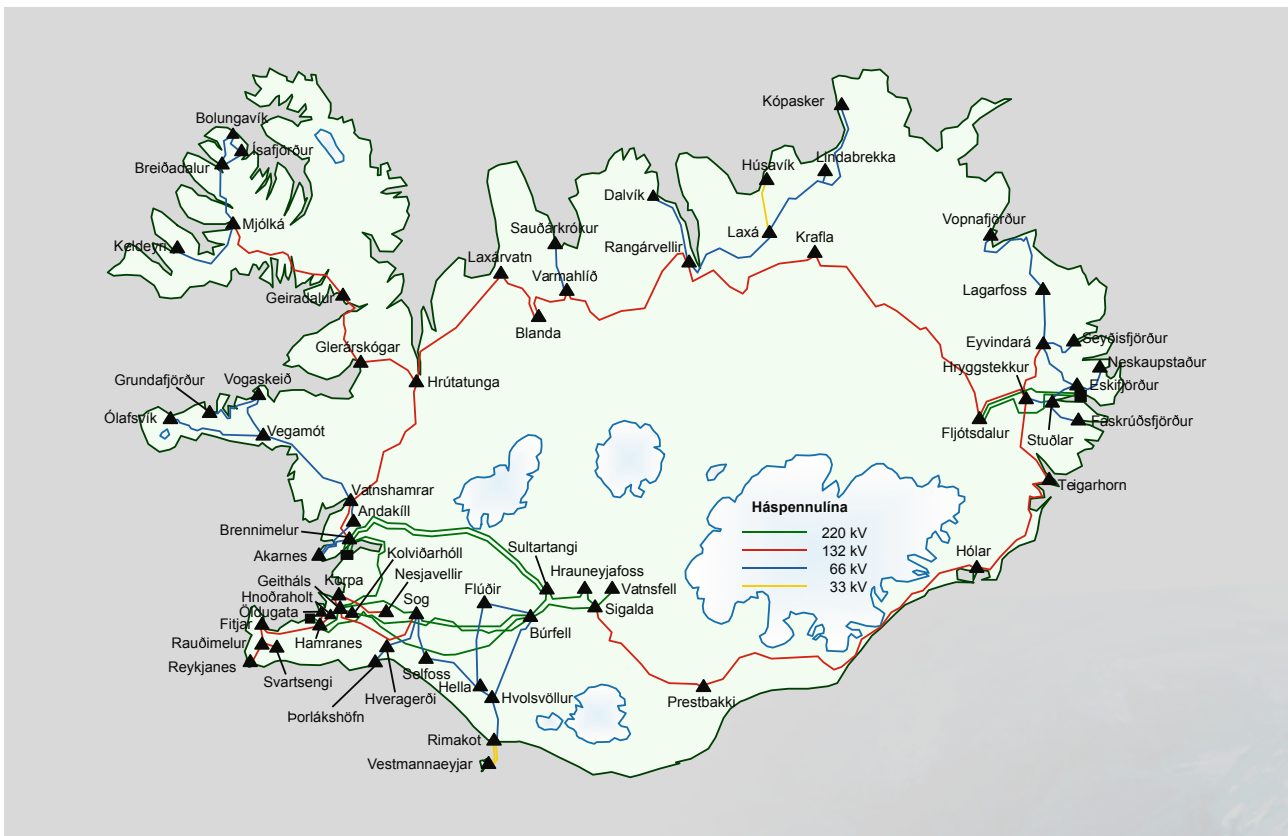 Kópasker
Bolungavík
Ísafjörður
Breiðadalur
Húsavík
Lindabrekka
Dalvík
Mjólká
Keldeyri
Sauðárkrókur
Laxá
Krafla
Vopnafjörður
Rangárvellir
Laxárvatn
Varmahlíð
Geiradalur
Lagarfoss
Blanda
Glerárskógar
Eyvindará
Seyðisfjörður
Hrútatunga
Hryggstekkur
Neskaupstaður
Grundafjörður
Vogaskeið
Eskifjörður
Ólafsvík
Fljótsdalur
Fáskrúðsfjörður
Vegamót
Stuðlar
Teigarhorn
Vatnshamrar
Andakíll
Brennimelur
Akarnes
Háspennulína
220 kV
132 kV
66 kV
33 kV
Kolviðarhóll
Sultartangi
Hólar
Geitháls
Korpa
Nesjavellir
Hrauneyjafoss
Hnoðraholt
Sog
Flúðir
Vatnsfell
Öldugata
Sigalda
Fitjar
Búrfell
Rauðimelur
Hamranes
Reykjanes
Svartsengi
Selfoss
Hella
Hveragerði
Hvolsvöllur
Prestbakki
Þorlákshöfn
Rimakot
Vestmannaeyjar